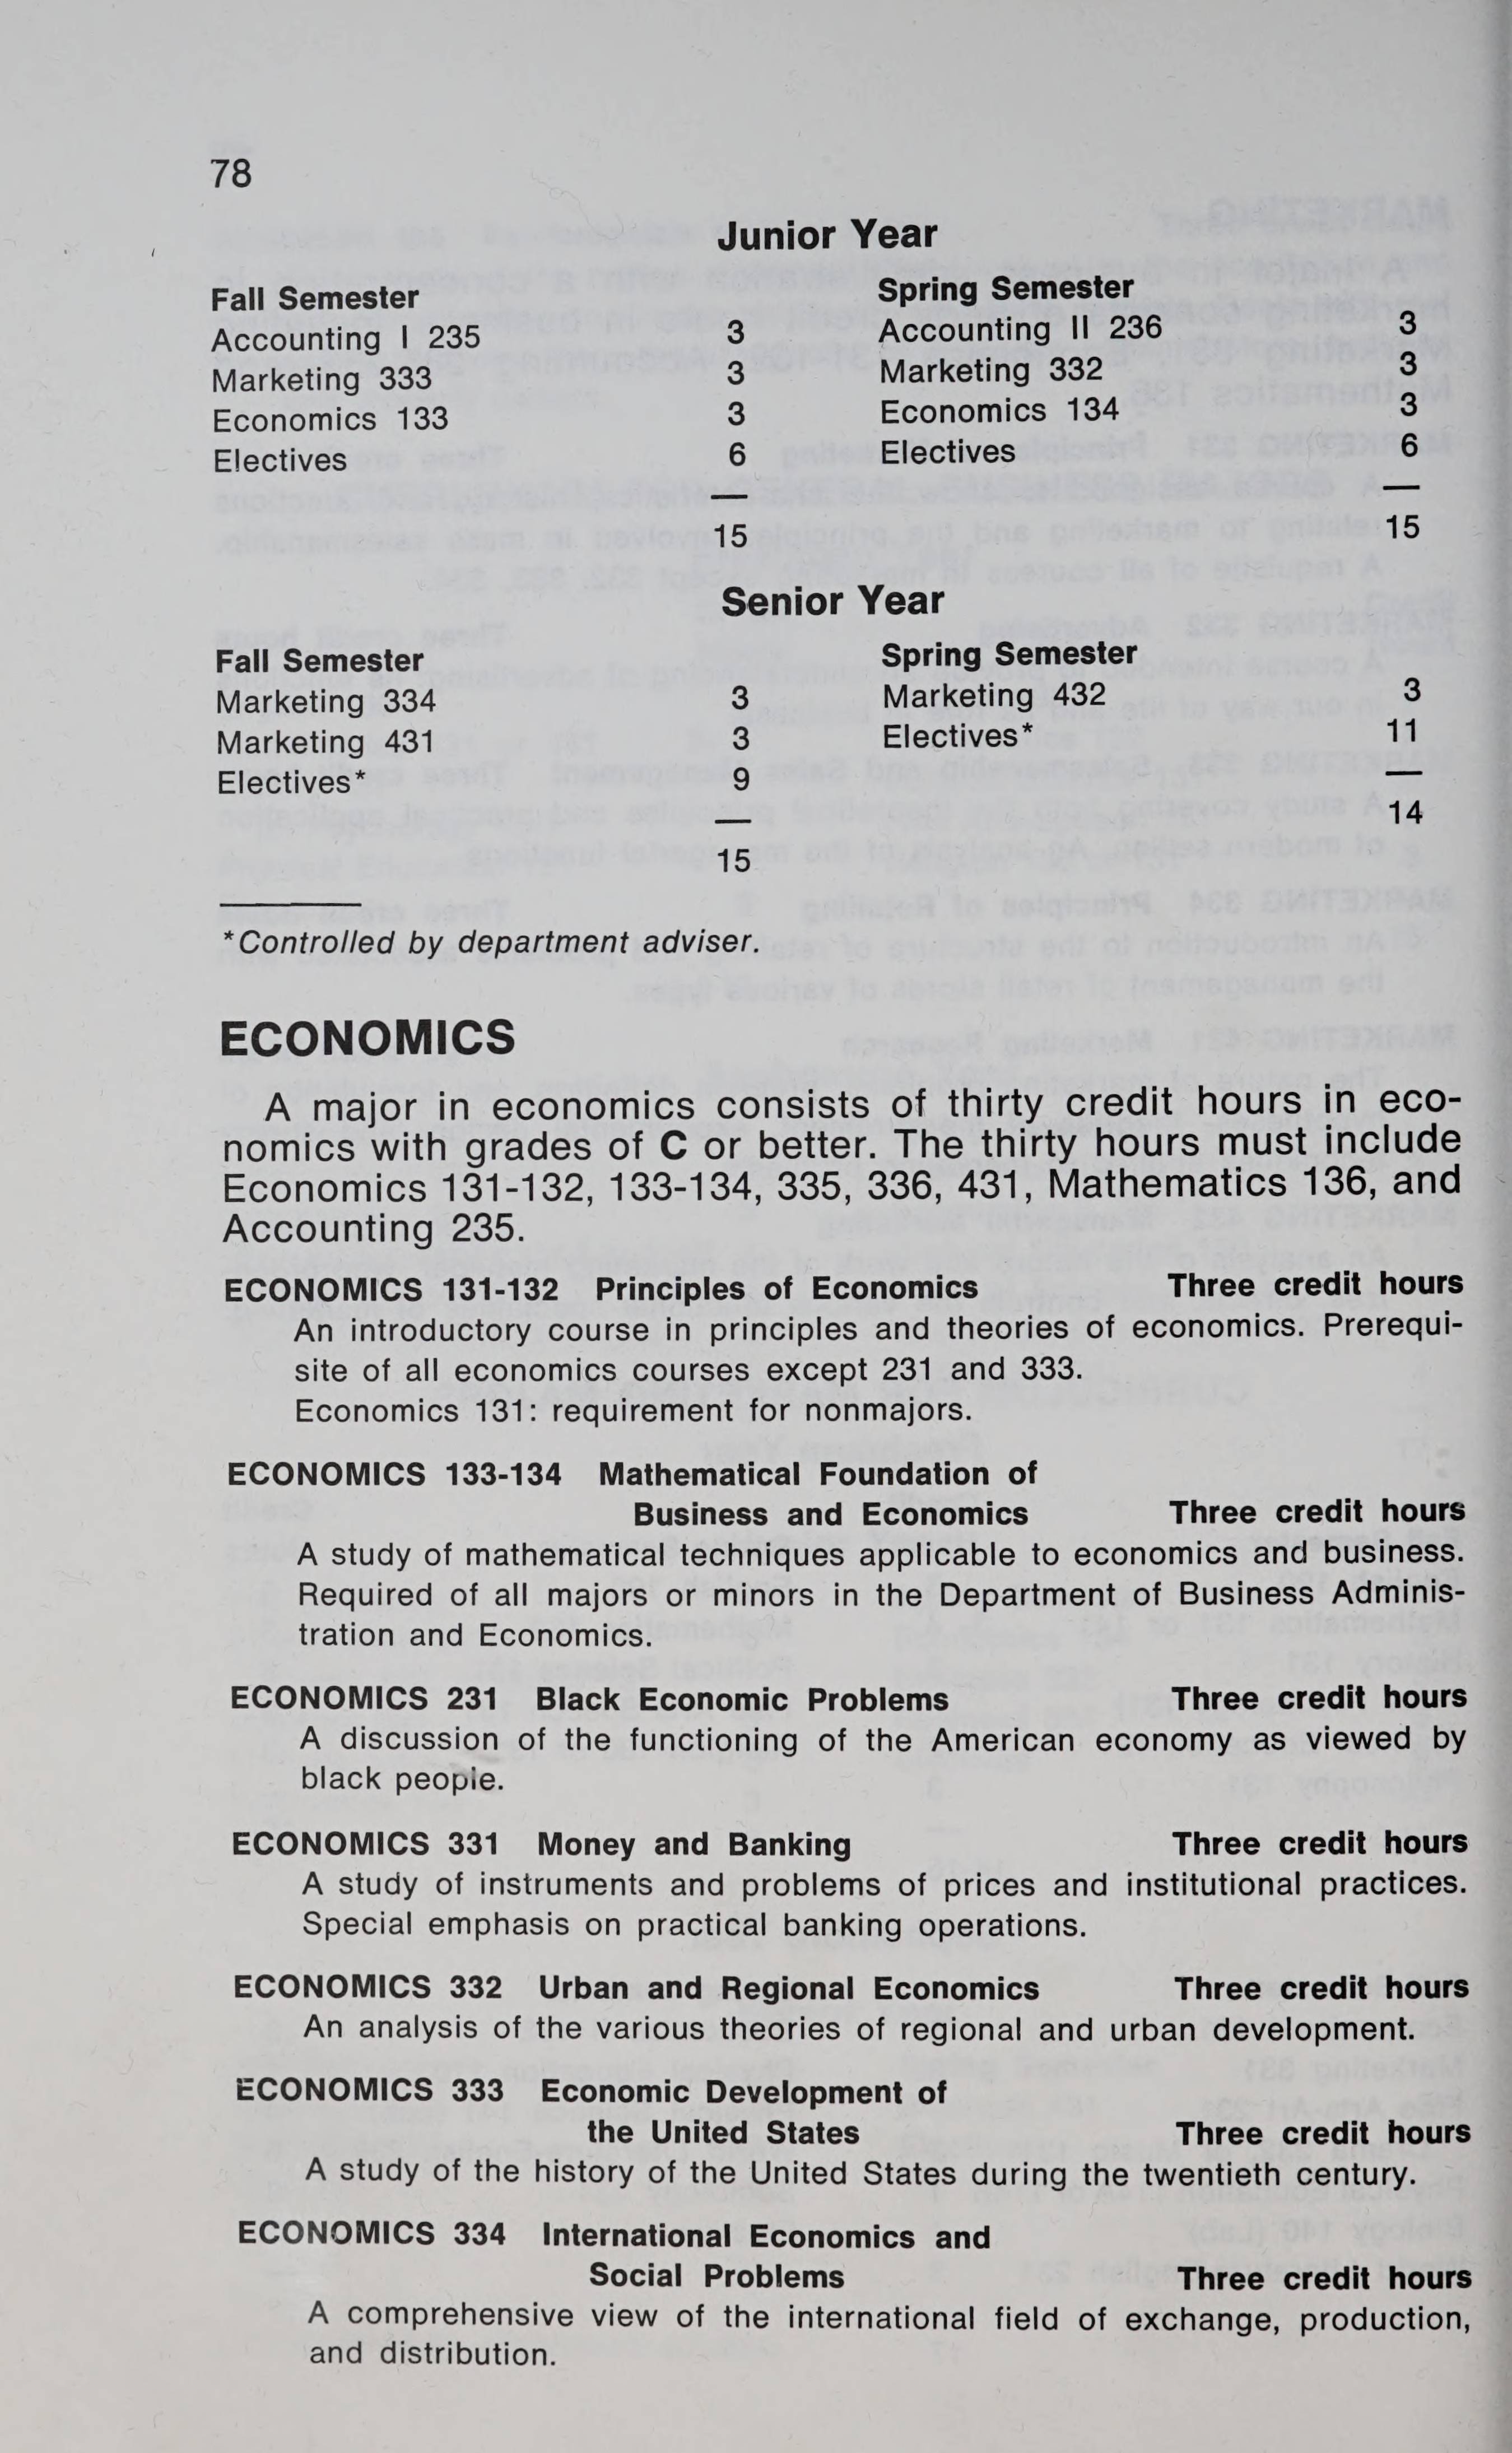 78
Junior Year
Fall Semester Spring Semester
Accounting I 235 3 Accounting II 236 3
Marketing 333 3 Marketing 332 3
Economics 133 3 Economics 134 3
Electives 6 Electives 6
— —
15 15
Senior Year
Fall Semester Spring Semester
Marketing 334 3 Marketing 432 3
Marketing 431 3 Electives* 11
Electives* 9 —
— 14
15
*Controlled by department adviser.
ECONOMICS
A major in economics consists of thirty credit hours in eco-
nomics with grades of C or better. The thirty hours must include
Economics 131-132, 133-134, 335, 336, 431, Mathematics 136, and
Accounting 235.
ECONOMICS 131-132 Principles of Economics Three credit hours
An introductory course in principles and theories of economics. Prerequi-
site of all economics courses except 231 and 333.
Economics 131: requirement for nonmajors.
ECONOMICS 133-134 Mathematical Foundation of
Business and Economics Three credit hours
A study of mathematical techniques applicable to economics and business.
Required of all majors or minors in the Department of Business Adminis-
tration and Economics.
ECONOMICS 231 Black Economic Problems Three credit hours
A discussion of the functioning of the American economy as viewed by
black people.
ECONOMICS 331 Money and Banking Three credit hours
A study of instruments and problems of prices and institutional practices.
Special emphasis on practical banking operations.
ECONOMICS 332 Urban and Regional Economics Three credit hours
An analysis of the various theories of regional and urban development.
ECONOMICS 333 Economic Development of
the United States Three credit hours
A study of the history of the United States during the twentieth century.
ECONOMICS 334 International Economics and
Social Problems Three credit hours
A comprehensive view of the international field of exchange, production,
and distribution.